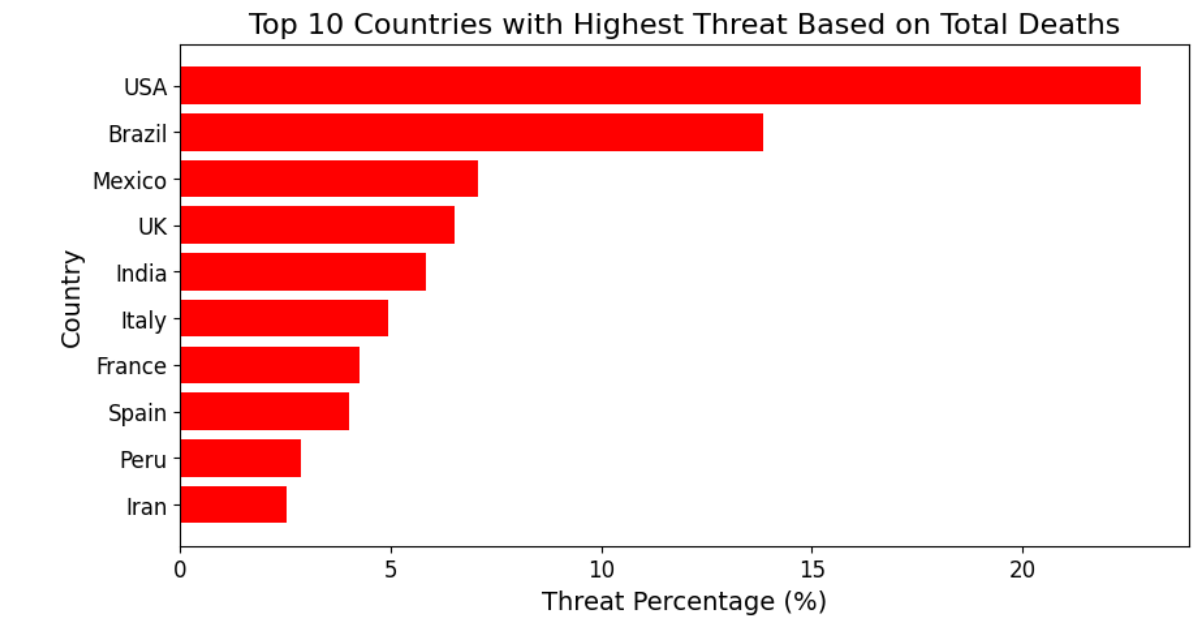 Top 10 Countries with Highest Threat Based on Total Deaths
Country
USA
Brazil
Mexico
UK
India
Italy
France
Spain
Peru
Iran
0 5 10 15 20
Threat Percentage (%)